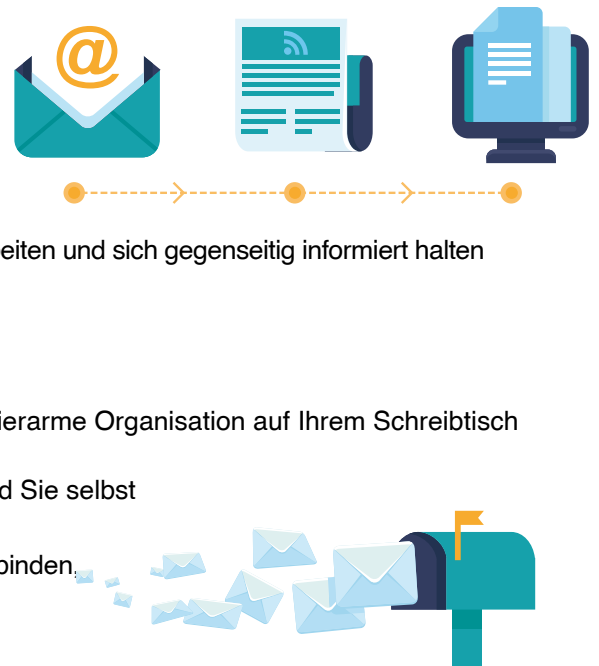 @
eiten und sich gegenseitig informiert halten
ierarme Organisation auf Ihrem Schreibtisch
d Sie selbst
binden,